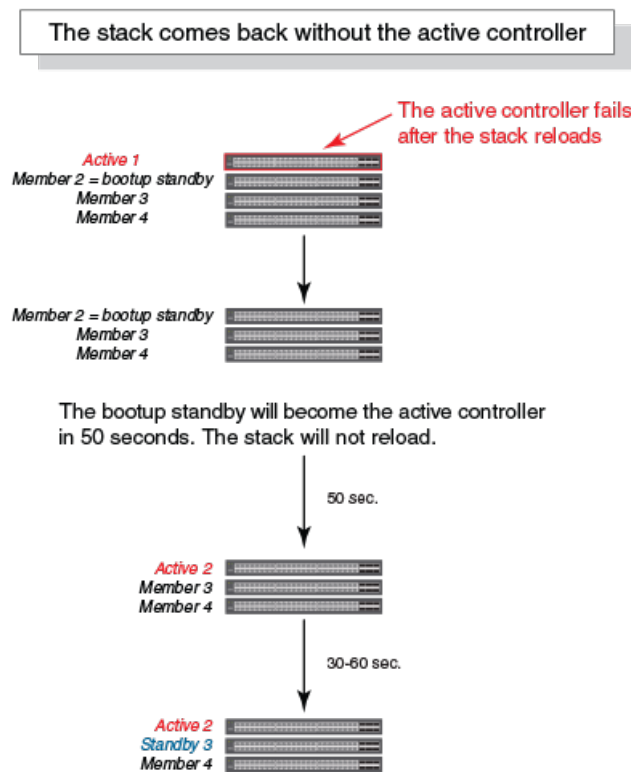 The stack comes back without the active controller
The active controller fails
after the stack reloads
Active 1
Member 2 = bootup standby
Member 3
Member 4
Member 2 = bootup standby
Member 3
Member 4
The bootup standby will become the active controller
in 50 seconds. The stack will not reload.
50 sec.
Active 2
Member 3
Member 4
30-60 sec.
Active 2
Standby 3
Member 4